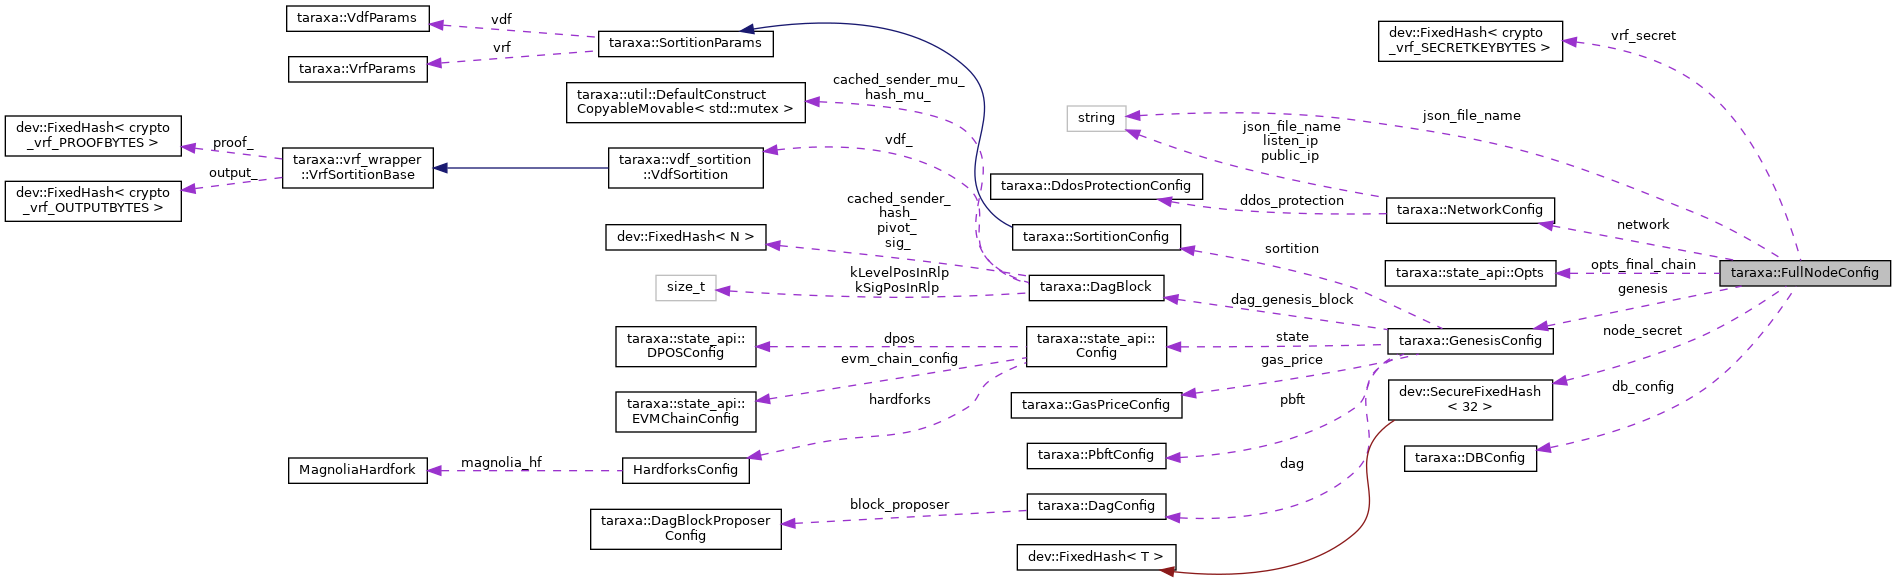 taraxa::VdfParams
vdf
vrf
taraxa::VrfParams
taraxa::SortitionParams
taraxa::util::DefaultConstruct
CopyableMovable< std::mutex >
cached_sender_mu_
hash_mu_
dev::FixedHash< crypto
_vrf_PROOFBYTES >
proof_
output_
dev::FixedHash< crypto
_vrf_OUTPUTBYTES >
taraxa::vrf_wrapper
::VrfSortitionBase
taraxa::vdf_sortition
::VdfSortition
vdf_
dev::FixedHash< N >
cached_sender_
hash_
pivot_
sig_
size_t
kLevelPosInRlp
kSigPosInRlp
taraxa::state_api::
DPOSConfig
dpos
evm_chain_config
taraxa::state_api::
EVMChainConfig
hardforks
MagnoliaHardfork
magnolia_hf
HardforksConfig
taraxa::DagBlockProposer
Config
block_proposer
dev::FixedHash< crypto
_vrf_SECRETKEYBYTES >
vrf_secret
string
json_file_name
json_file_name
listen_ip
public_ip
taraxa::DdosProtectionConfig
ddos_protection
taraxa::NetworkConfig
network
taraxa::SortitionConfig
sortition
taraxa::state_api::Opts
opts_final_chain
taraxa::FullNodeConfig
taraxa::DagBlock
dag_genesis_block
genesis
taraxa::state_api::
Config
state
taraxa::GenesisConfig
node_secret
gas_price
taraxa::GasPriceConfig
pbft
dev::SecureFixedHash
< 32 >
db_config
taraxa::PbftConfig
dag
taraxa::DBConfig
taraxa::DagConfig
dev::FixedHash< T >